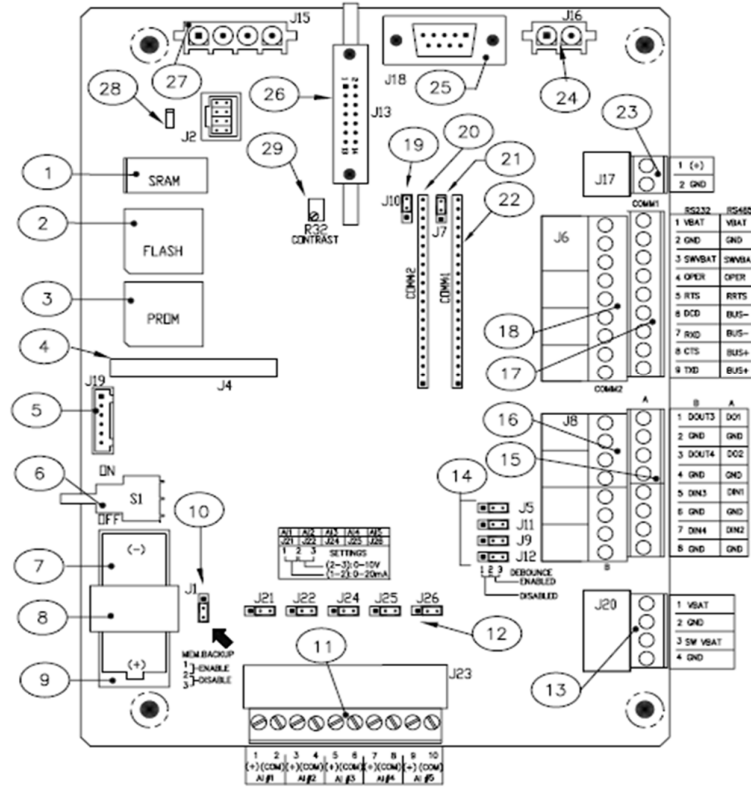 J15
J16
J18
27
26
25
24
28
J2
J13
23
29
19
20
21
1
SRAM
J17
1 (+)
2 GND
J10
J7
22
R32
CONTRAST
COMM1
RS232 RS485
2
FLASH
J6
1 VBAT VBAT
2 GND GND
3 SWVBAT SWVBA
4 OPER OPER
5 RTS RRTS
6 DCD BUS-
7 RXD BUS-
8 CTS BUS+
9 TXD BUS+
COMM2
COMM1
3
PROM
18
17
4
J4
COMM2
J19
5
A
B A
16
J8
15
1 DOUT3 DO1
2 GND GND
3 DOUT4 DO2
4 GND GND
5 DIN3 DIN1
6 GND GND
7 DIN4 DIN2
8 GND GND
B
ON
6
S1
OFF
10
14
J5
J11
J9
J12
1 2 3 DEBOUNCE
ENABLED
DISABLED
AI1 AI2 AI3 AI4 AI5
J21 J22 J24 J25 J26
1 2 3 SETTINGS
(2-3):0-10V
(1-2):0-20mA
7
(-)
8
J1
J21 J22 J24 J25 J26
12
J20
1 VBAT
2 GND
3 SW VBAT
4 GND
13
MEM.BACKUP
1 ENABLE
2 DISABLE
3
9
(+)
11
J23
1 2 3 4 5 6 7 8 9 10
(+)(COM)(+)(COM)(+)(COM)(+)(COM)(+)(COM)
AI #1 AI #2 AI #3 AI #4 AI #5